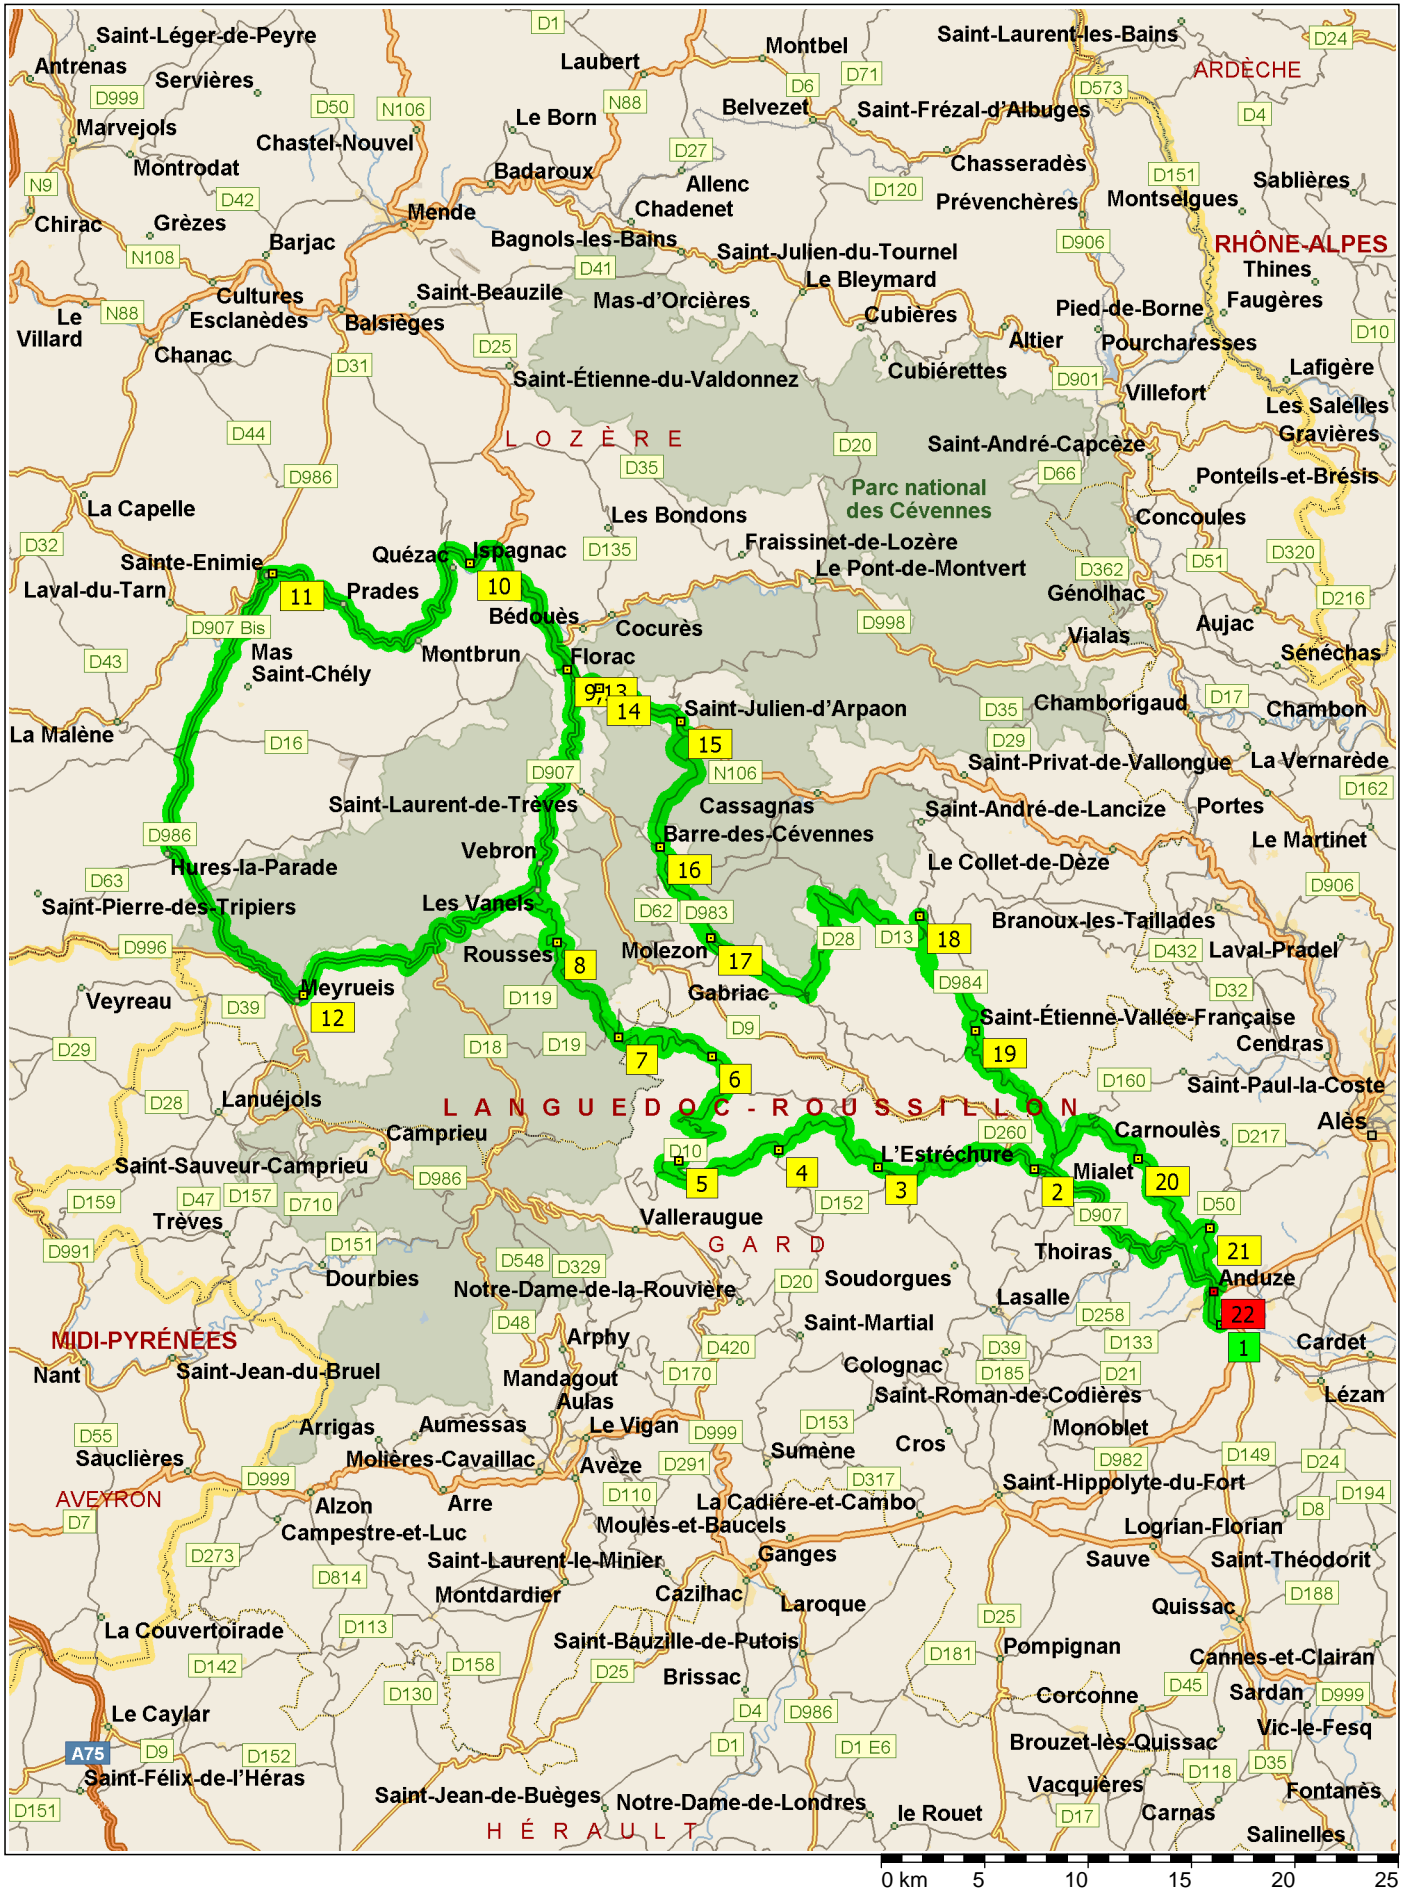 D1
Saint-Léger-de-Peyre
Montbel
Saint-Laurent-les-Bains
D24
Antrenas
Servières
Laubert
D6
D71
ARDÈCHE
D999
D50
N106
N88
Belvezet
Saint-Frézal-d'Albuges
D573
D4
Marvejols
Chastel-Nouvel
Le Born
Montrodat
D27
Chasseradès
N9
D42
Badaroux
Allenc
D120
D151
Sablières
Chirac
Grèzes
Mende
Chadenet
Prévenchères
Montselgues
Barjac
Bagnols-les-Bains
D906
RHÔNE-ALPES
N108
D41
Saint-Julien-du-Tournel
Thines
Le Bleymard
Cultures
Saint-Beauzile
Mas-d'Orcières
Faugères
Le
Villard
N88
Esclanèdes
Balsièges
Cubières
Pied-de-Borne
D10
Chanac
D25
Altier
Pourcharesses
D31
Saint-Étienne-du-Valdonnez
Cubiérettes
D901
Lafigère
Villefort
Les Salelles
D44
LOZÈRE
D20
Saint-André-Capcèze
Gravières
D986
D35
D66
Ponteils-et-Brésis
Parc national
des Cévennes
La Capelle
Les Bondons
Concoules
D32
Quézac
Ispagnac
D135
Fraissinet-de-Lozère
D51
D320
Sainte-Enimie
Le Pont-de-Montvert
D362
Laval-du-Tarn
11
Prades
10
Génolhac
D216
D907 Bis
Bédouès
Cocurès
D998
Aujac
Mas
Saint-Chély
Montbrun
Florac
Vialas
Sénéchas
D43
9,13
14
Saint-Julien-d'Arpaon
D35
Chamborigaud
D17
Chambon
La Malène
D16
15
D29
D907
N106
Saint-Privat-de-Vallongue
La Vernarède
D162
Saint-Laurent-de-Trèves
Cassagnas
Saint-André-de-Lancize
Portes
D986
Barre-des-Cévennes
Le Martinet
Hures-la-Parade
Vebron
16
Le Collet-de-Dèze
D63
D906
Saint-Pierre-des-Tripiers
Les Vanels
D62
D983
Branoux-les-Taillades
D996
D28
D13
18
D432
Laval-Pradel
Rousses
8
Molezon
17
Veyreau
Meyrueis
D119
Gabriac
D984
D32
D39
12
D9
Saint-Étienne-Vallée-Française
D29
D18
D19
7
19
Cendras
6
D160
Saint-Paul-la-Coste
D28
Lanuéjols
LANGUEDOC-ROUSSILLON
Alès
Camprieu
D260
Carnoulès
D217
Saint-Sauveur-Camprieu
D10
L'Estréchure
D986
5
4
3
2
Mialet
20
D159
D47
D157
D710
D152
D50
Trèves
Valleraugue
D907
D991
D151
GARD
Thoiras
21
D548
D329
Dourbies
Notre-Dame-de-la-Rouvière
D20
Soudorgues
Anduze
Lasalle
22
D48
D258
MIDI-PYRÉNÉES
Arphy
Saint-Martial
D133
1
Cardet
D420
D39
Nant
Saint-Jean-du-Bruel
Mandagout
D170
Colognac
D185
D21
Lézan
Aulas
Saint-Roman-de-Codières
Arrigas
Aumessas
Le Vigan
D153
Monoblet
D55
D999
Cros
Sauclières
Molières-Cavaillac
Avèze
D291
Sumène
D982
D149
D24
D999
D317
Saint-Hippolyte-du-Fort
AVEYRON
Alzon
Arre
D110
La Cadière-et-Cambo
D194
D7
D8
Campestre-et-Luc
Moulès-et-Baucels
Logrian-Florian
D273
Saint-Laurent-le-Minier
Ganges
Sauve
Saint-Théodorit
D814
Montdardier
Cazilhac
Laroque
D188
Quissac
La Couvertoirade
D113
D25
Saint-Bauzille-de-Putois
Pompignan
D142
D158
D25
D181
Cannes-et-Clairan
Brissac
D130
D45
Sardan
D999
Corconne
Le Caylar
D4
D986
Vic-le-Fesq
A75
D9
D152
D1
D1 E6
Brouzet-lès-Quissac
Saint-Félix-de-l'Héras
D118
D35
Vacquières
Fontanès
Saint-Jean-de-Buèges
Notre-Dame-de-Londres
le Rouet
D151
D17
Carnas
HÉRAULT
Salinelles
0 km 5 10 15 20 25